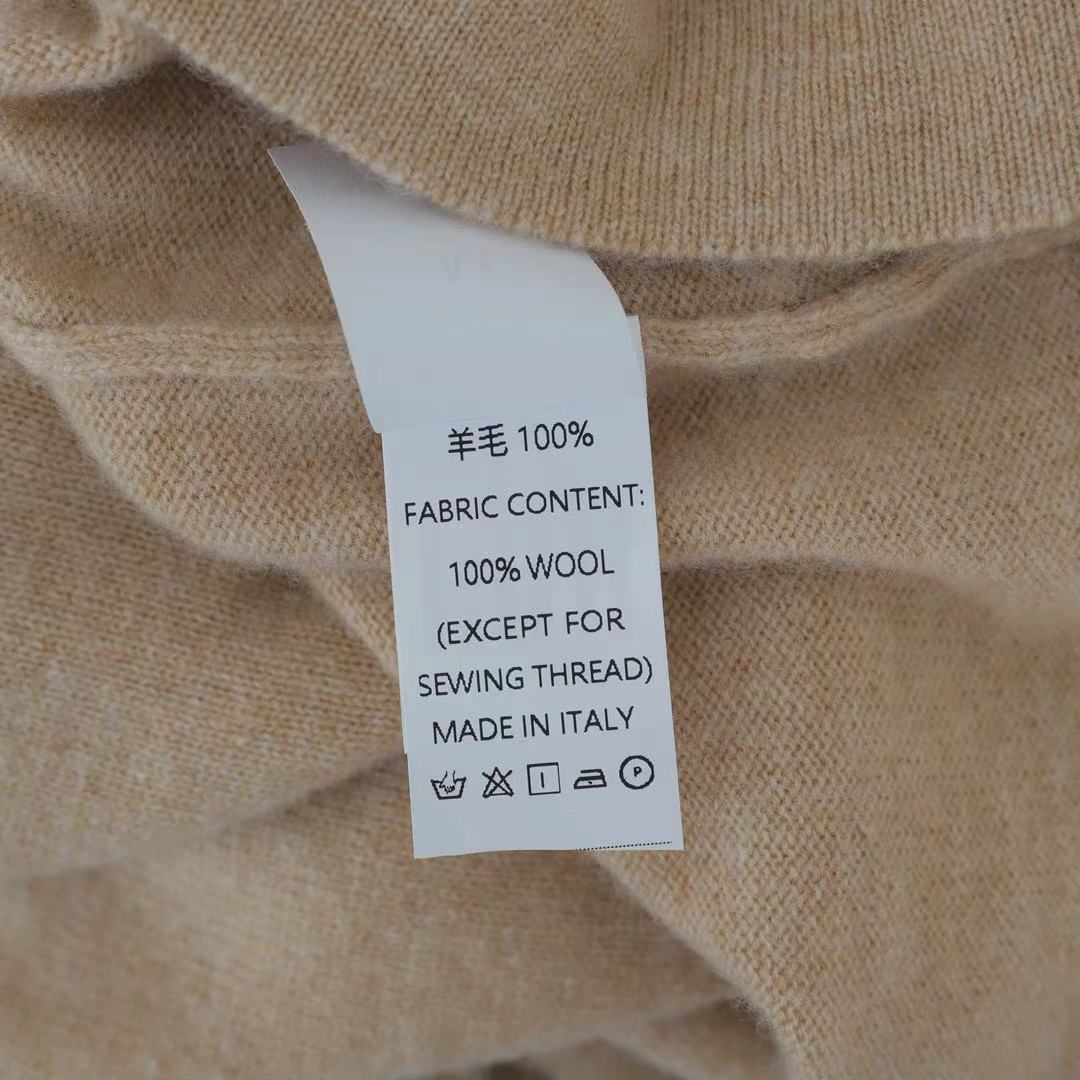 羊毛 100%
FABRIC CONTENT:
100% WOOL
(EXCEPT FOR
SEWING THREAD)
MADE IN ITALY
P